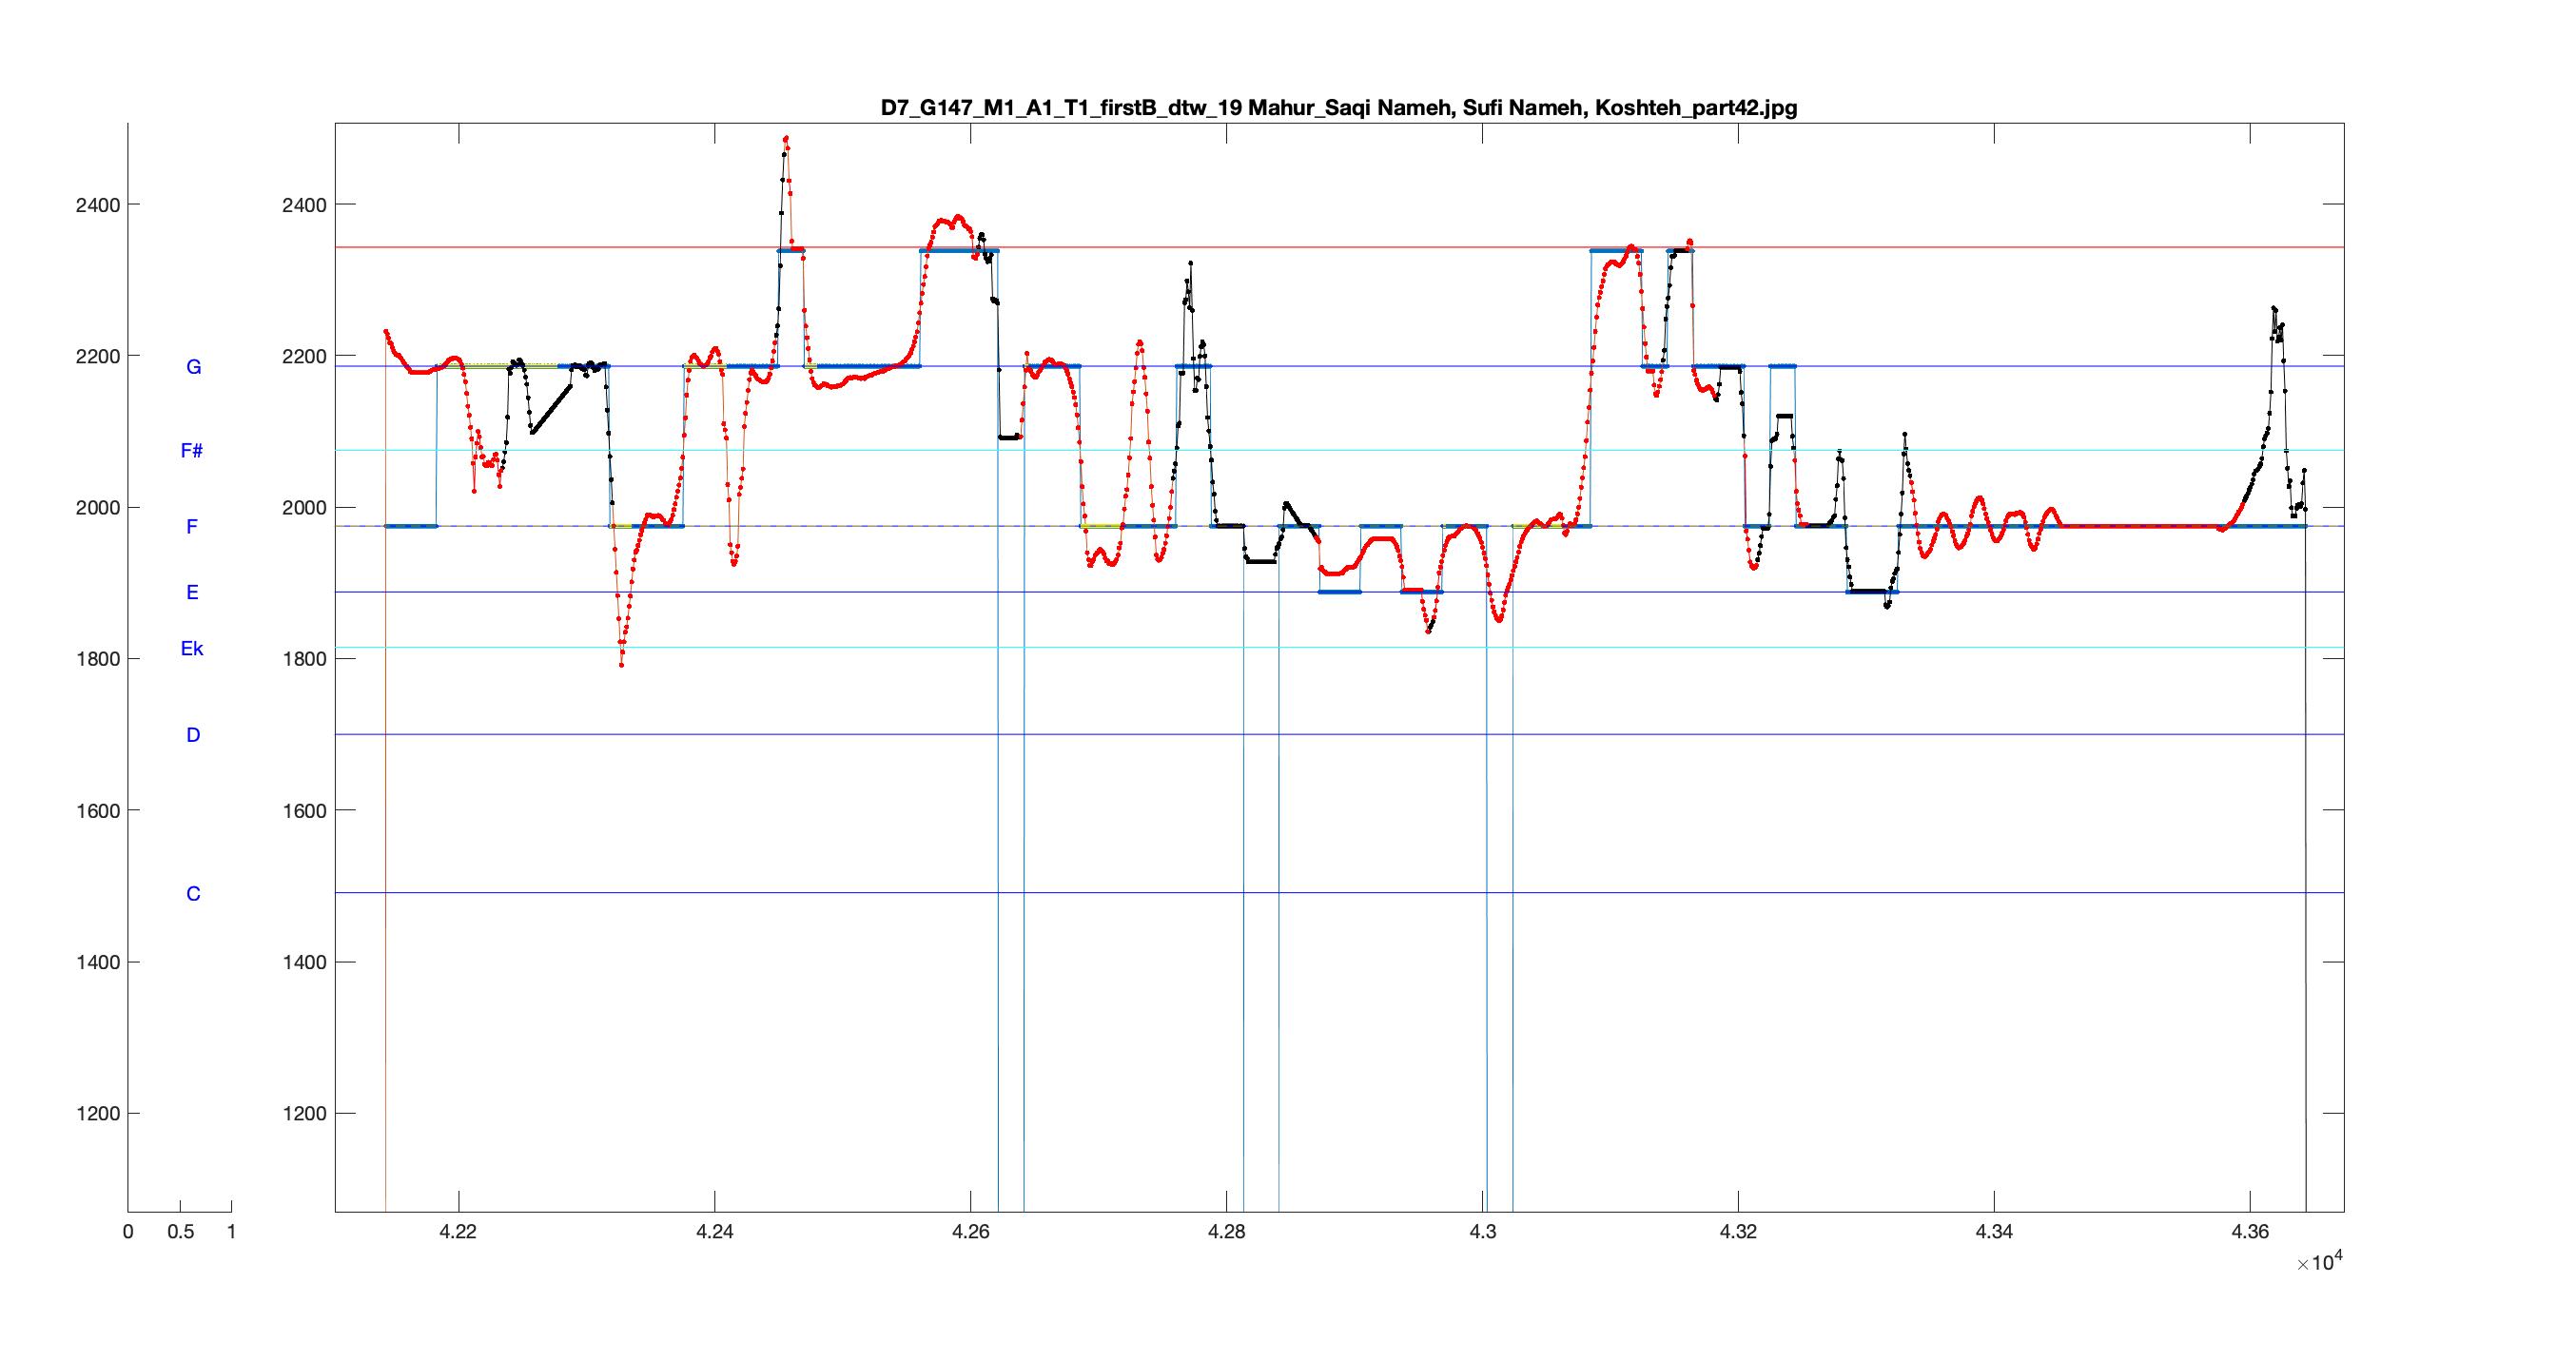 D7_G147_M1_A1_T1_firstB_dtw_19 Mahur_Saqi Nameh, Sufi Nameh, Koshteh_part42.jpg
2400 2400
2200 G 2200
F#
2000 2000
F
E
Ek
1800 1800
D
1600 1600
C
1400 1400
1200 1200
0 0.5 1 4.22 4.24 4.26 4.28 4.3 4.32 4.34 4.36
×10⁴